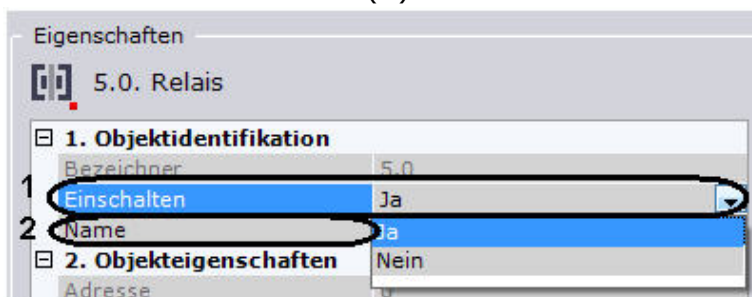 Eigenschaften
5.0. Relais
1. Objektidentifikation
Bezeichner 5.0
1 Einschalten Ja
2 Name Ja
2. Objekteigenschaften Nein
Adresse